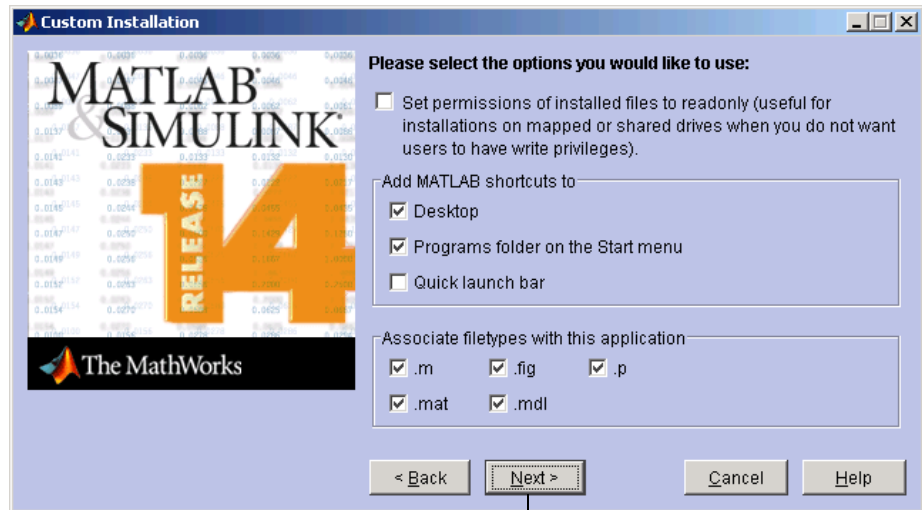 Custom Installation
MATLAB®
&SIMULINK®
RELEASE
14
The MathWorks
Please select the options you would like to use:
Set permissions of installed files to readonly (useful for
installations on mapped or shared drives when you do not want
users to have write privileges).
Add MATLAB shortcuts to
Desktop
Programs folder on the Start menu
Quick launch bar
Associate filetypes with this application
.m .fig .p
.mat .mdl
< Back Next > Cancel Help